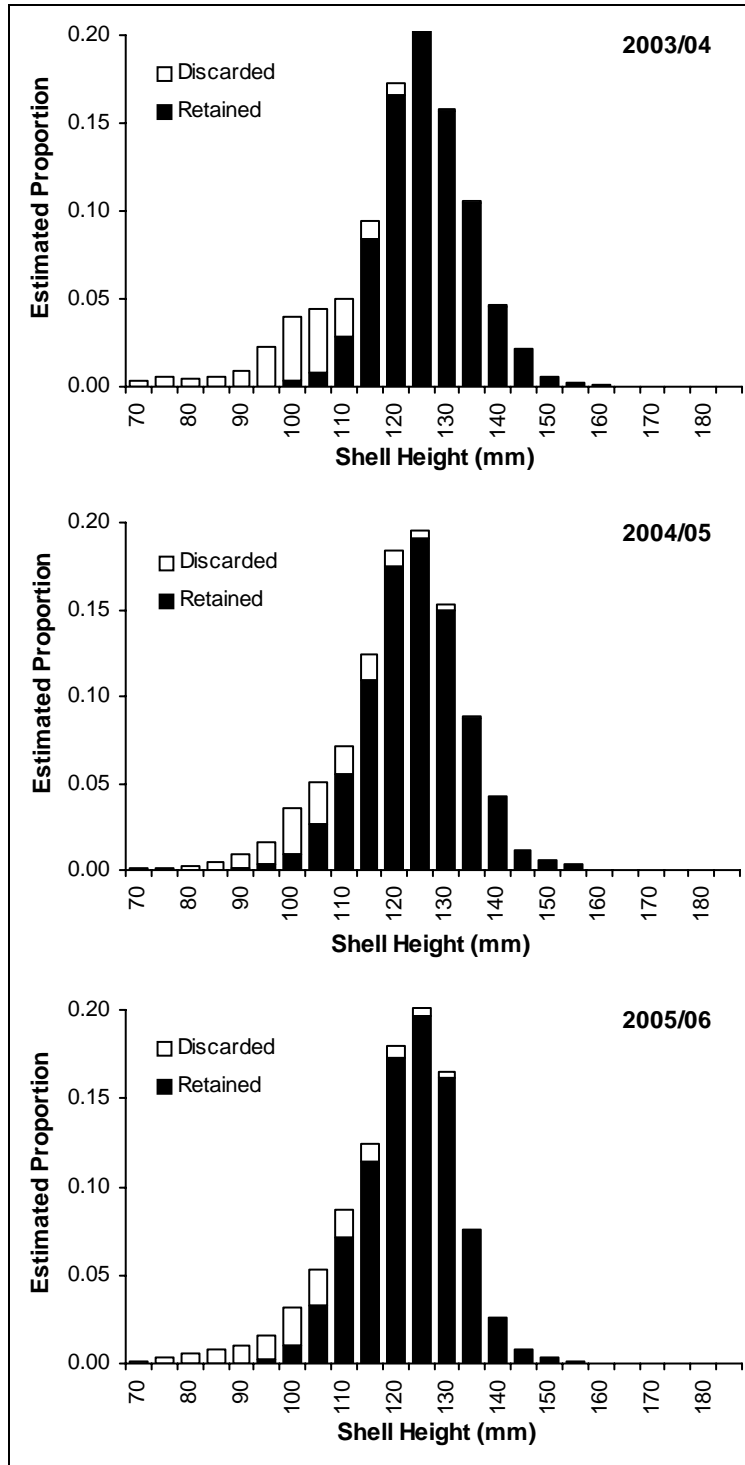 2003/04
0.20
Discarded
Retained
0.15
0.10
0.05
0.00
Estimated Proportion
70 80 90 100 110 120 130 140 150 160 170 180
Shell Height (mm)
2004/05
0.20
Discarded
Retained
0.15
0.10
0.05
0.00
Estimated Proportion
70 80 90 100 110 120 130 140 150 160 170 180
Shell Height (mm)
2005/06
0.20
Discarded
Retained
0.15
0.10
0.05
0.00
Estimated Proportion
70 80 90 100 110 120 130 140 150 160 170 180
Shell Height (mm)